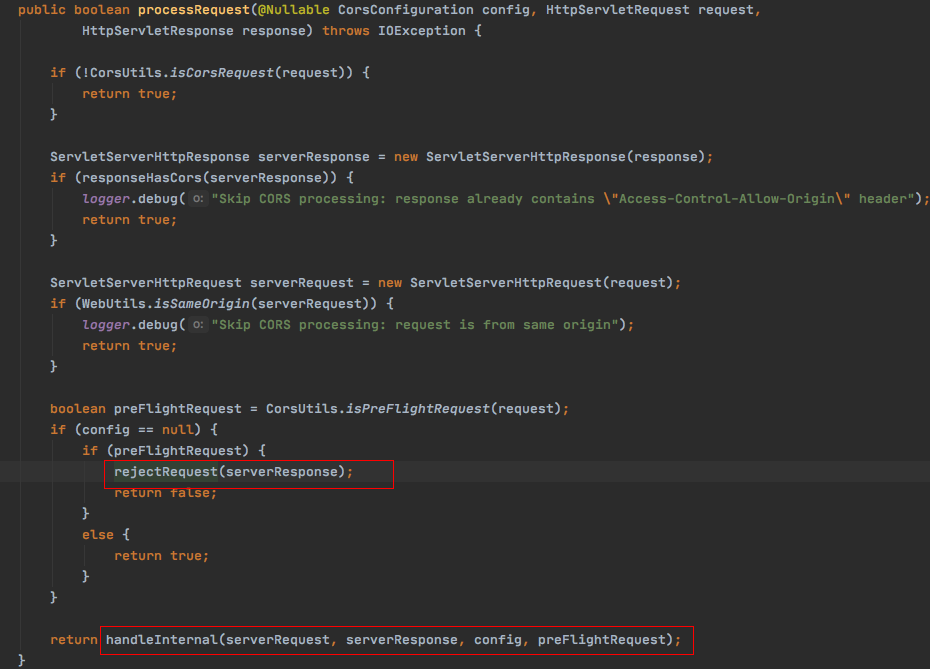 public boolean processRequest(@Nullable CorsConfiguration config, HttpServletRequest request,
        HttpServletResponse response) throws IOException {

    if (!CorsUtils.isCorsRequest(request)) {
        return true;
    }

    ServletServerHttpResponse serverResponse = new ServletServerHttpResponse(response);
    if (responseHasCors(serverResponse)) {
        logger.debug( o: "Skip CORS processing: response already contains \"Access-Control-Allow-Origin\" header");
        return true;
    }

    ServletServerHttpRequest serverRequest = new ServletServerHttpRequest(request);
    if (WebUtils.isSameOrigin(serverRequest)) {
        logger.debug( o: "Skip CORS processing: request is from same origin");
        return true;
    }

    boolean preFlightRequest = CorsUtils.isPreFlightRequest(request);
    if (config == null) {
        if (preFlightRequest) {
            rejectRequest(serverResponse);
            return false;
        }
        else {
            return true;
        }
    }

    return handleInternal(serverRequest, serverResponse, config, preFlightRequest);
}